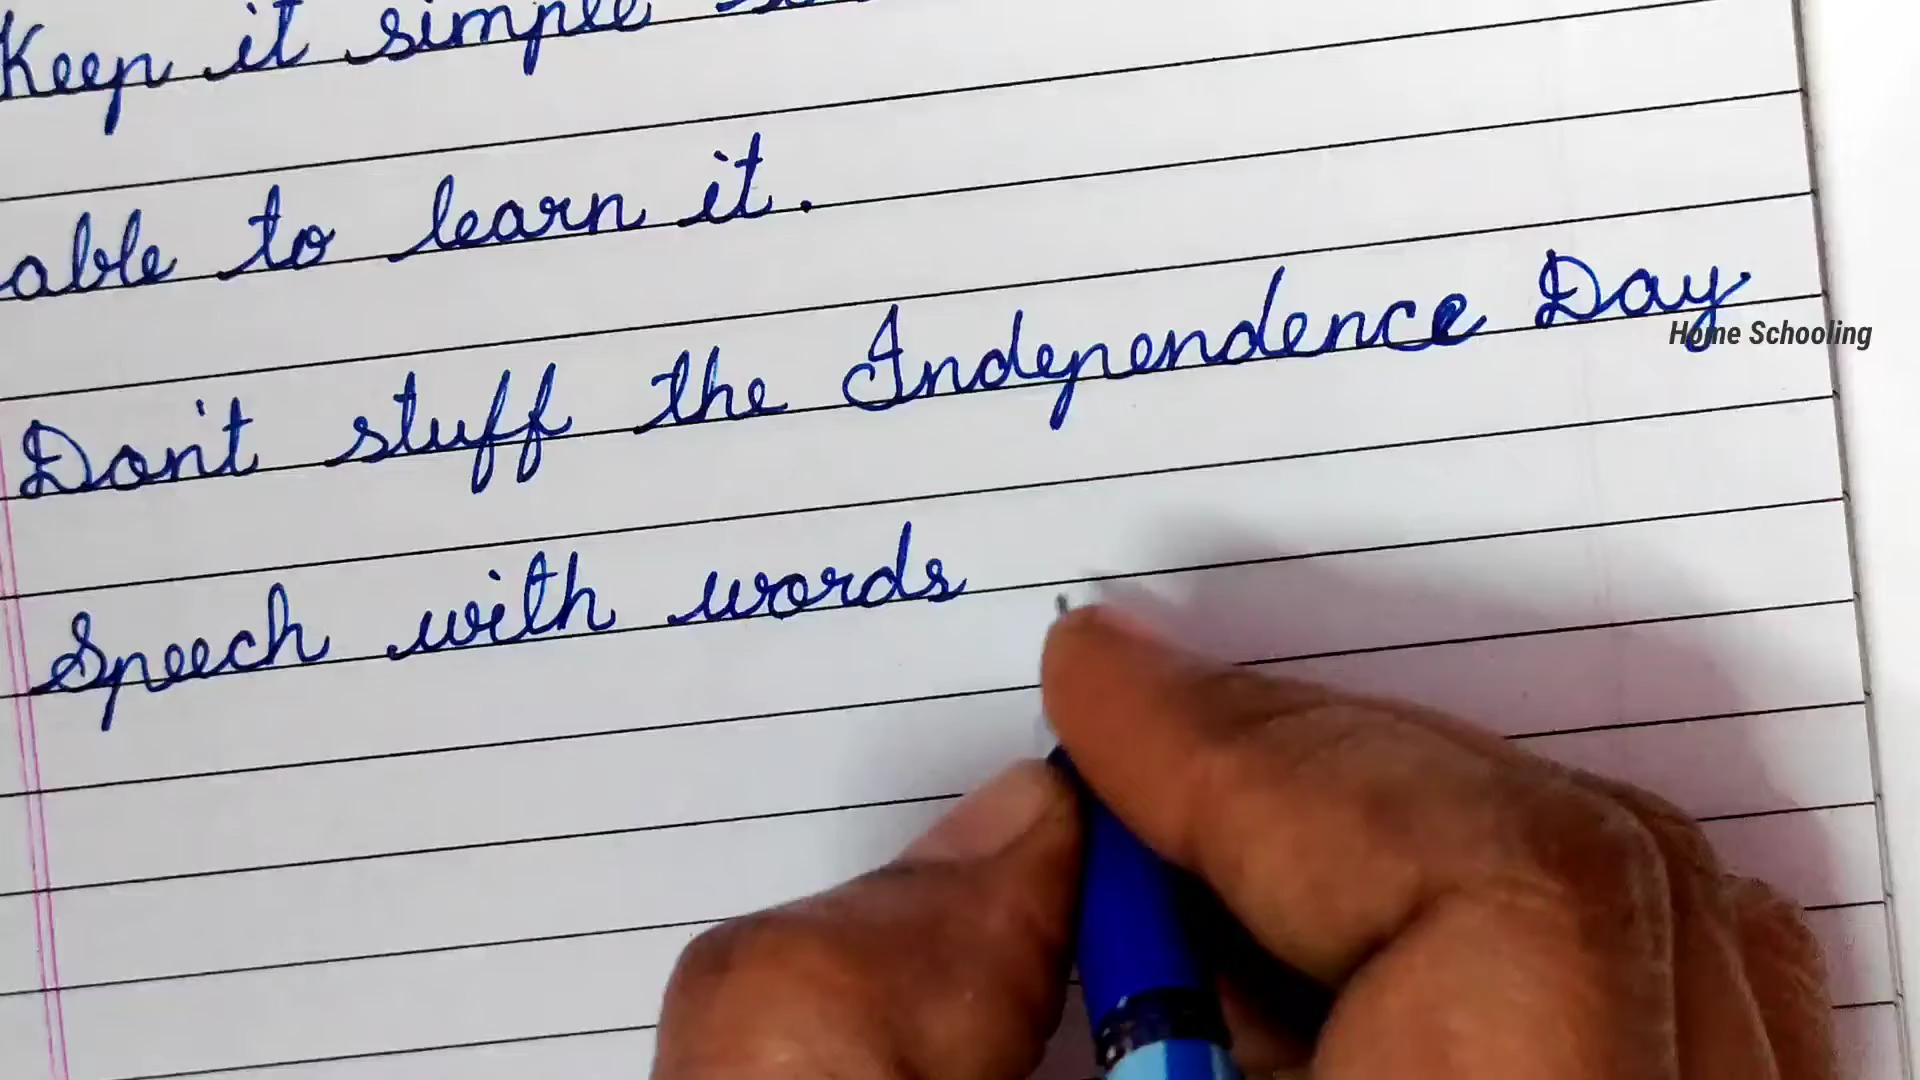 Keep it simple
able to learn it.
Don't stuff the Independence Day
Home Schooling
Speech with words